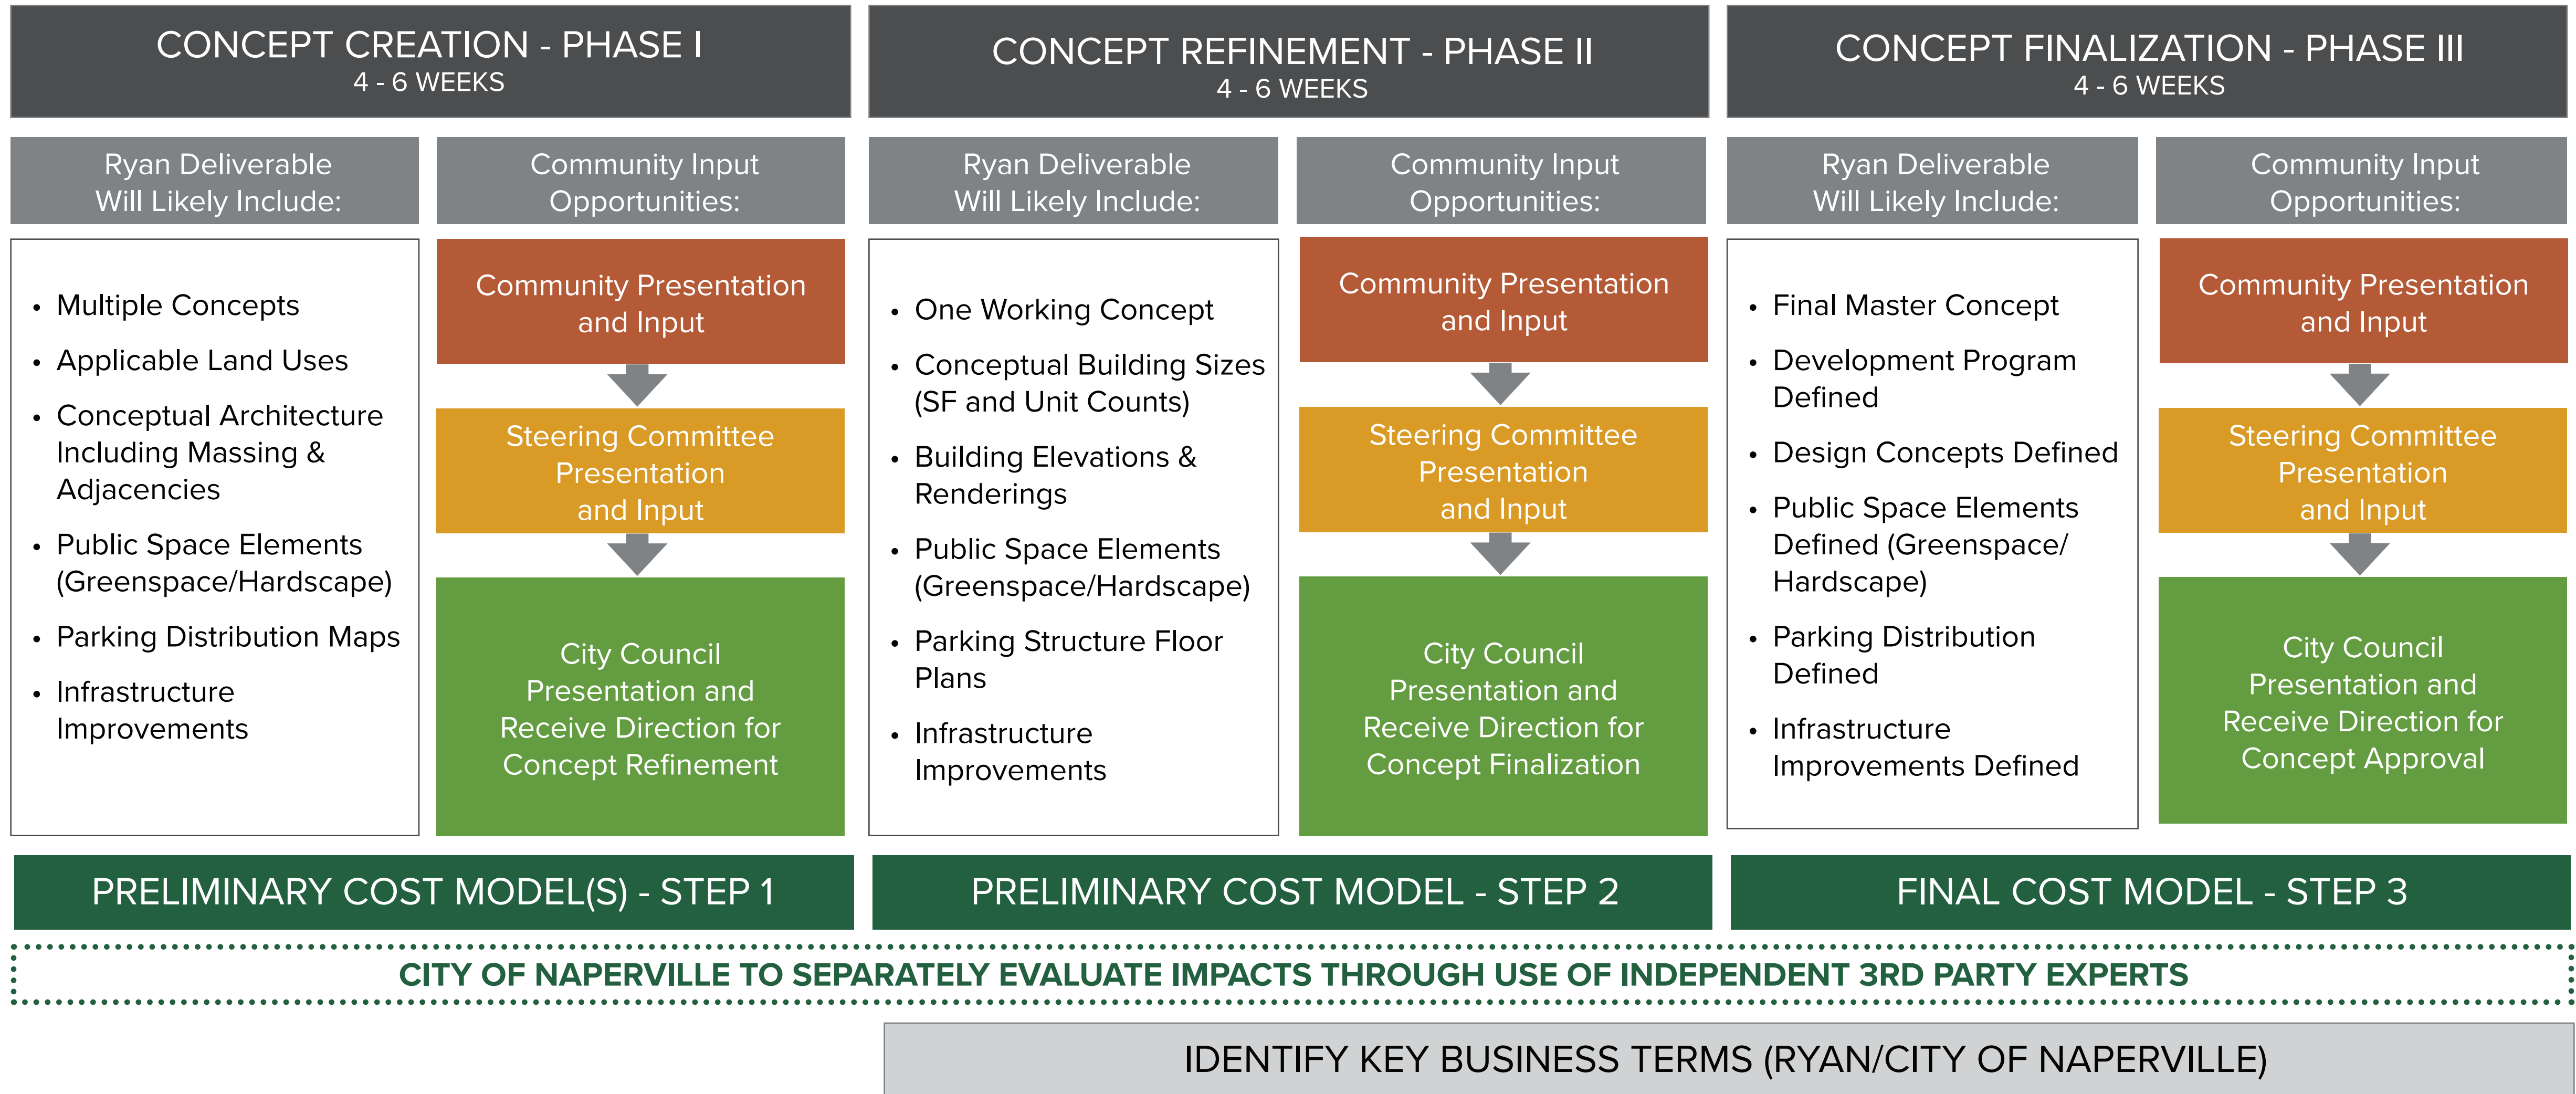 CONCEPT CREATION - PHASE I
4 - 6 WEEKS
Ryan Deliverable
Will Likely Include:
• Multiple Concepts
• Applicable Land Uses
• Conceptual Architecture
Including Massing &
Adjacencies
• Public Space Elements
(Greenspace/Hardscape)
• Parking Distribution Maps
• Infrastructure
Improvements
Community Input
Opportunities:
Community Presentation
and Input
Steering Committee
Presentation
and Input
City Council
Presentation and
Receive Direction for
Concept Refinement
PRELIMINARY COST MODEL(S) - STEP 1
CONCEPT REFINEMENT - PHASE II
4 - 6 WEEKS
Ryan Deliverable
Will Likely Include:
• One Working Concept
• Conceptual Building Sizes
(SF and Unit Counts)
• Building Elevations &
Renderings
• Public Space Elements
(Greenspace/Hardscape)
• Parking Structure Floor
Plans
• Infrastructure
Improvements
Community Input
Opportunities:
Community Presentation
and Input
Steering Committee
Presentation
and Input
City Council
Presentation and
Receive Direction for
Concept Finalization
PRELIMINARY COST MODEL - STEP 2
CONCEPT FINALIZATION - PHASE III
4 - 6 WEEKS
Ryan Deliverable
Will Likely Include:
• Final Master Concept
• Development Program
Defined
• Design Concepts Defined
• Public Space Elements
Defined (Greenspace/
Hardscape)
• Parking Distribution
Defined
• Infrastructure
Improvements Defined
Community Input
Opportunities:
Community Presentation
and Input
Steering Committee
Presentation
and Input
City Council
Presentation and
Receive Direction for
Concept Approval
FINAL COST MODEL - STEP 3
CITY OF NAPERVILLE TO SEPARATELY EVALUATE IMPACTS THROUGH USE OF INDEPENDENT 3RD PARTY EXPERTS
IDENTIFY KEY BUSINESS TERMS (RYAN/CITY OF NAPERVILLE)